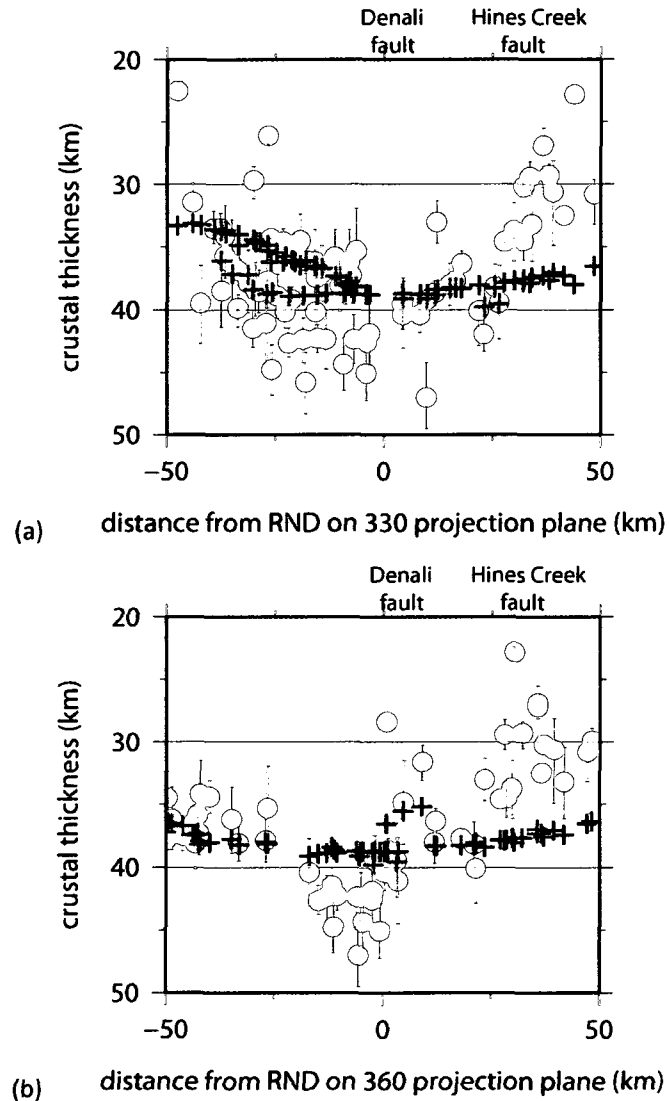 Denali
fault
Hines Creek
fault
20
30
40
50
crustal thickness (km)
−50
0
50
(a)
distance from RND on 330 projection plane (km)
Denali
fault
Hines Creek
fault
20
30
40
50
crustal thickness (km)
−50
0
50
(b)
distance from RND on 360 projection plane (km)